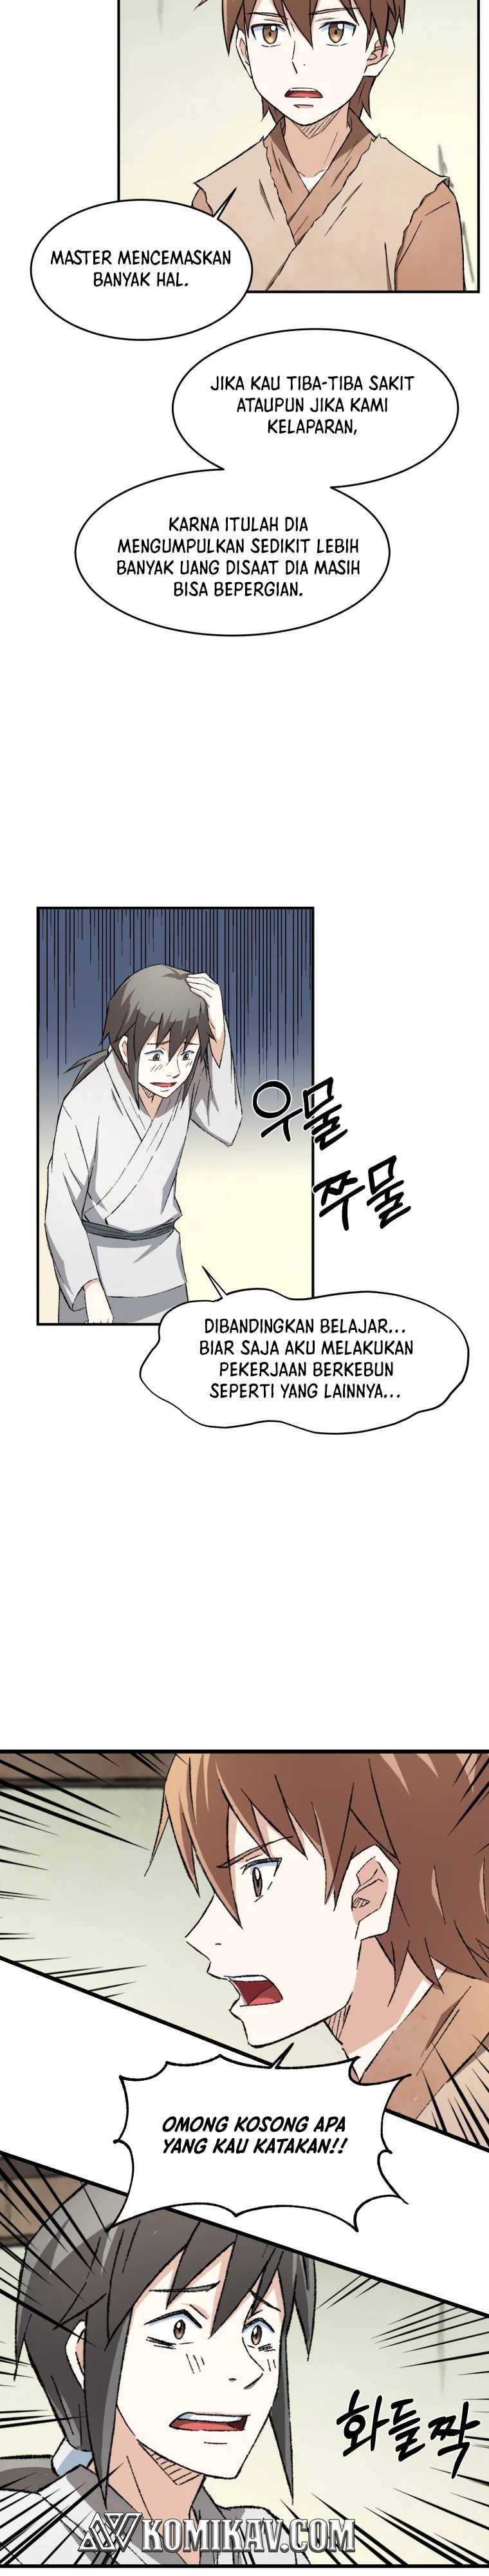 MASTER MENCEMASKAN
BANYAK HAL.
JIKA KAU TIBA-TIBA SAKIT
ATAUPUN JIKA KAMI
KELAPARAN,
KARNA ITULAH DIA
MENGUMPULKAN SEDIKIT LEBIH
BANYAK UANG DISAAT DIA MASIH
BISA BEPERGIAN.
우물
쭈물
DIBANDINGKAN BELAJAR...
BIAR SAJA AKU MELAKUKAN
PEKERJAAN BERKEBUN
SEPERTI YANG LAINNYA...
OMONG KOSONG APA
YANG KAU KATAKAN!!
화들짝
KOMIKAV.COM